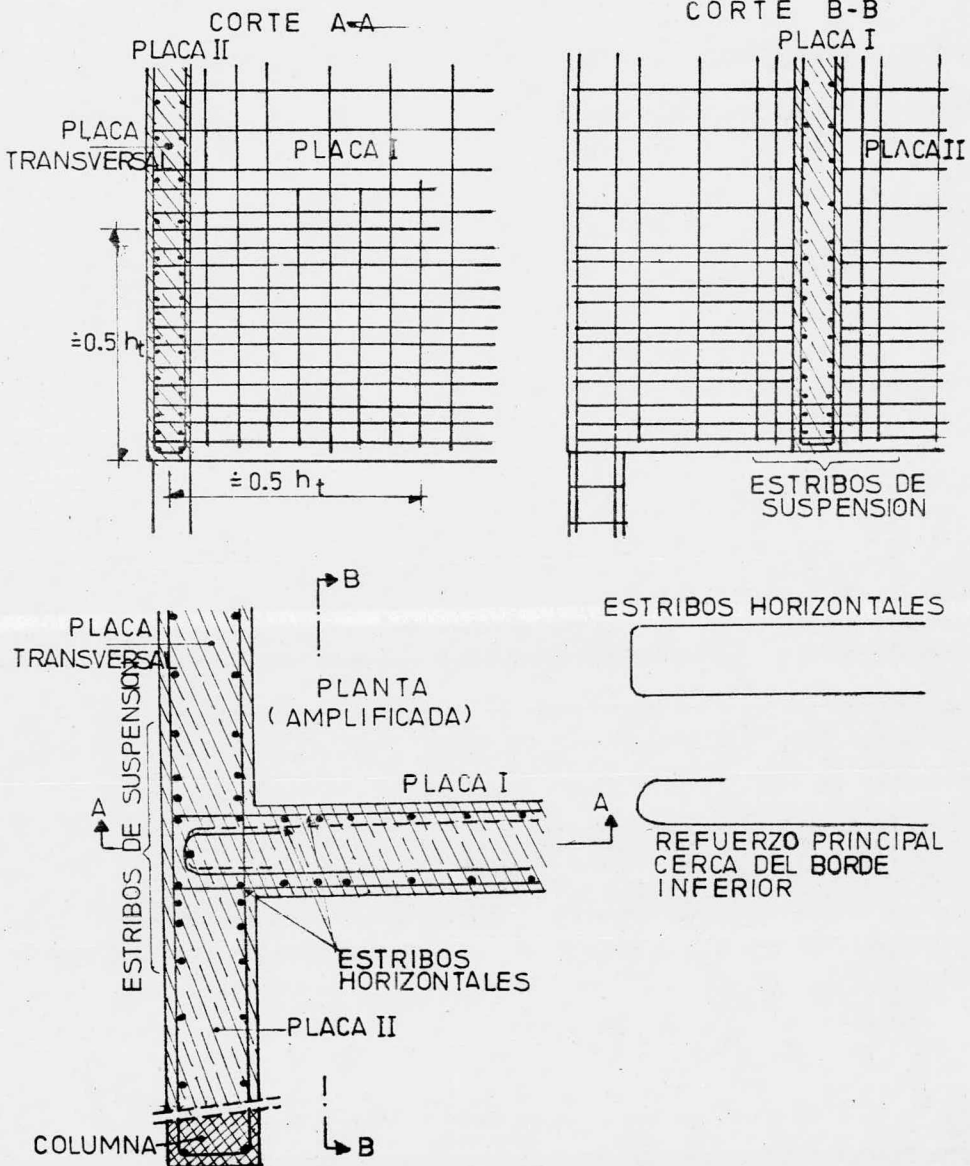 CORTE A-A
PLACA II
PLACA
TRANSVERSAL
PLACA I
≐0.5 h_t
≐0.5 h_t
CORTE B-B
PLACA I
PLACA II
ESTRIBOS DE
SUSPENSION
B
PLACA
TRANSVERSAL
ESTRIBOS DE SUSPENSION
PLANTA
(AMPLIFICADA)
PLACA I
A
A
ESTRIBOS
HORIZONTALES
PLACA II
COLUMNA
B
ESTRIBOS HORIZONTALES
REFUERZO PRINCIPAL
CERCA DEL BORDE
INFERIOR